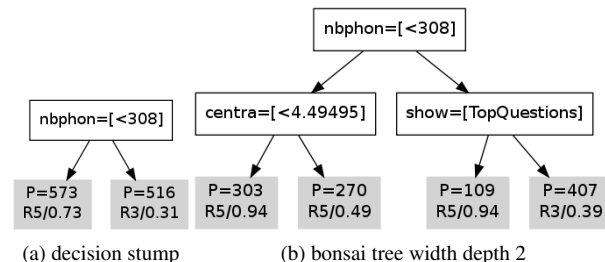 nbphon=[<308]
P=573
R5/0.73
P=516
R3/0.31
(a) decision stump
nbphon=[<308]
centra=[<4.49495]
show=[TopQuestions]
P=303
R5/0.94
P=270
R5/0.49
P=109
R5/0.94
P=407
R3/0.39
(b) bonsai tree width depth 2